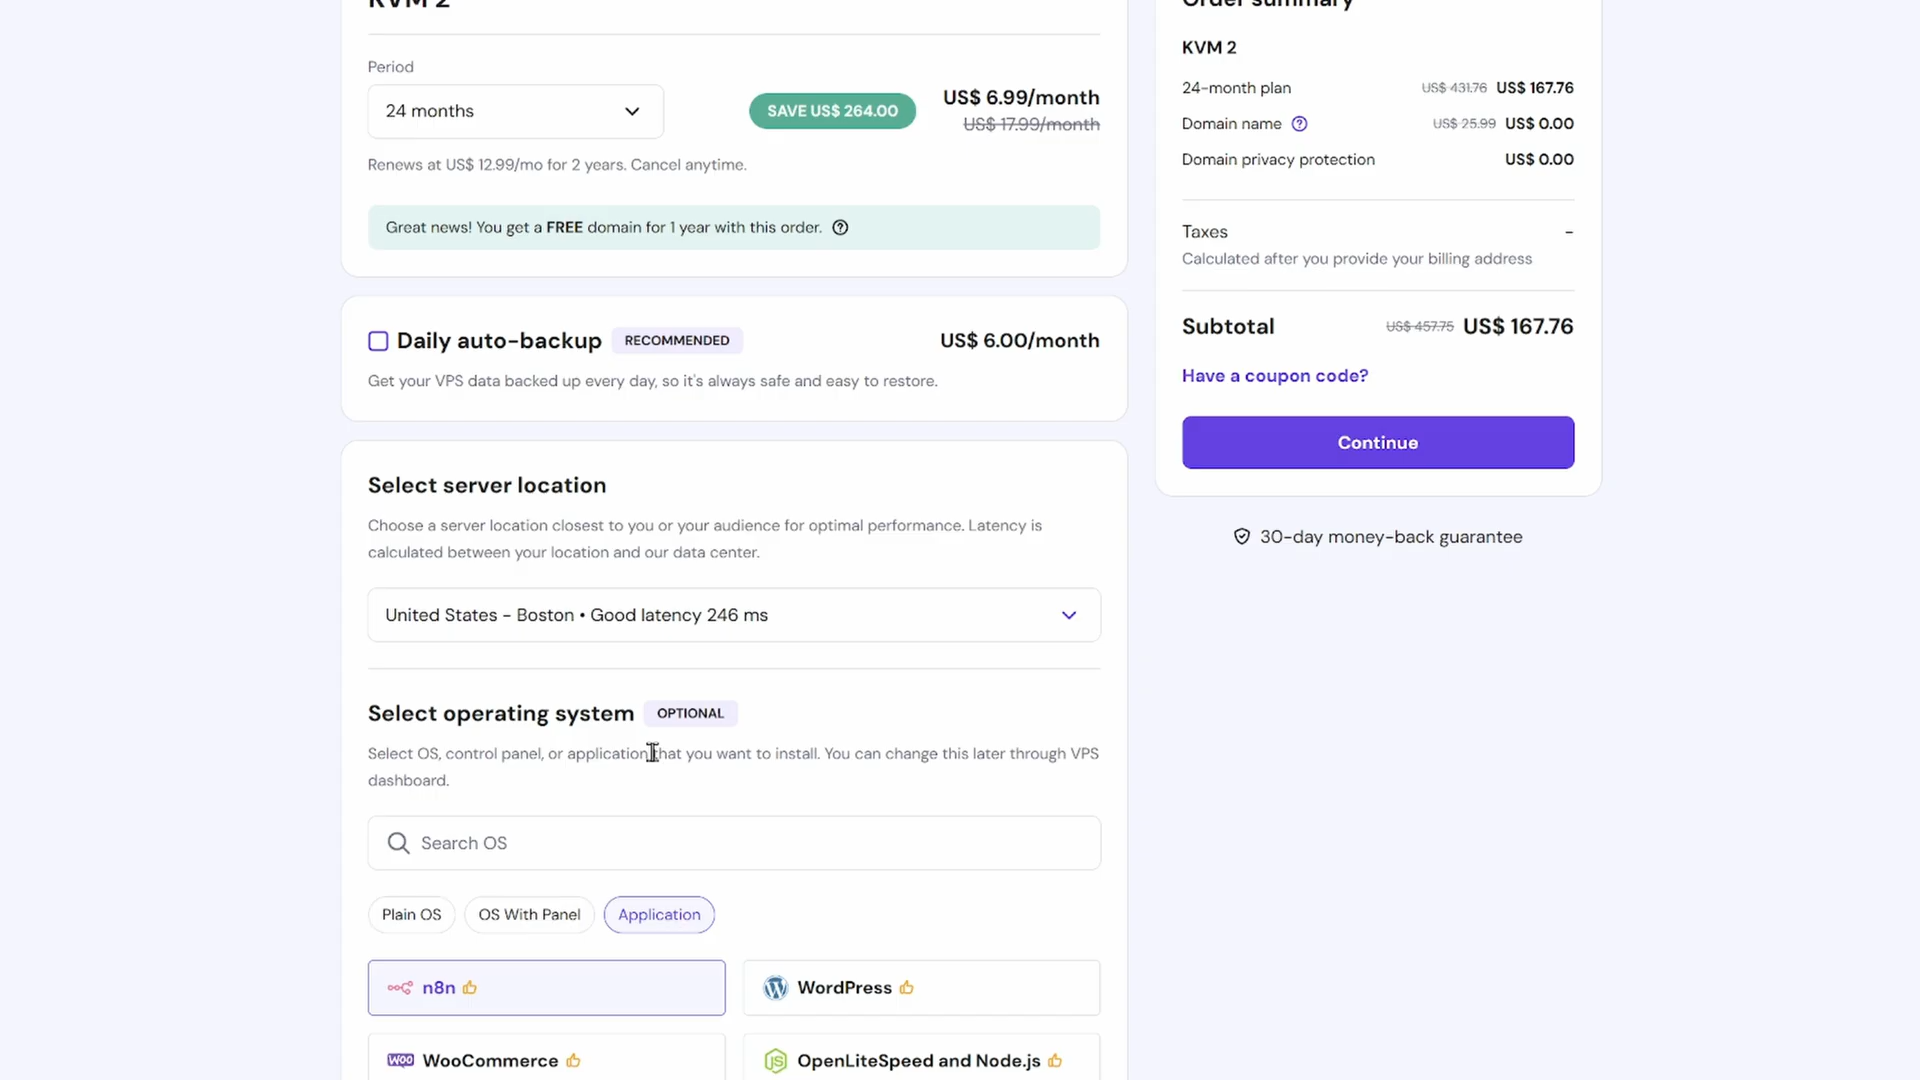 KVM 2
Period
24 months
SAVE US$ 264.00
US$ 6.99/month
US$ 17.99/month
Renews at US$ 12.99/mo for 2 years. Cancel anytime.
Great news! You get a FREE domain for 1 year with this order.
Daily auto-backup RECOMMENDED US$ 6.00/month
Get your VPS data backed up every day, so it's always safe and easy to restore.
Select server location
Choose a server location closest to you or your audience for optimal performance. Latency is
calculated between your location and our data center.
United States - Boston • Good latency 246 ms
Select operating system OPTIONAL
Select OS, control panel, or application that you want to install. You can change this later through VPS
dashboard.
Search OS
Plain OS OS With Panel Application
n8n WordPress
WooCommerce OpenLiteSpeed and Node.js
Order summary
KVM 2
24-month plan US$ 431.76 US$ 167.76
Domain name US$ 25.99 US$ 0.00
Domain privacy protection US$ 0.00
Taxes -
Calculated after you provide your billing address
Subtotal US$ 457.75 US$ 167.76
Have a coupon code?
Continue
30-day money-back guarantee